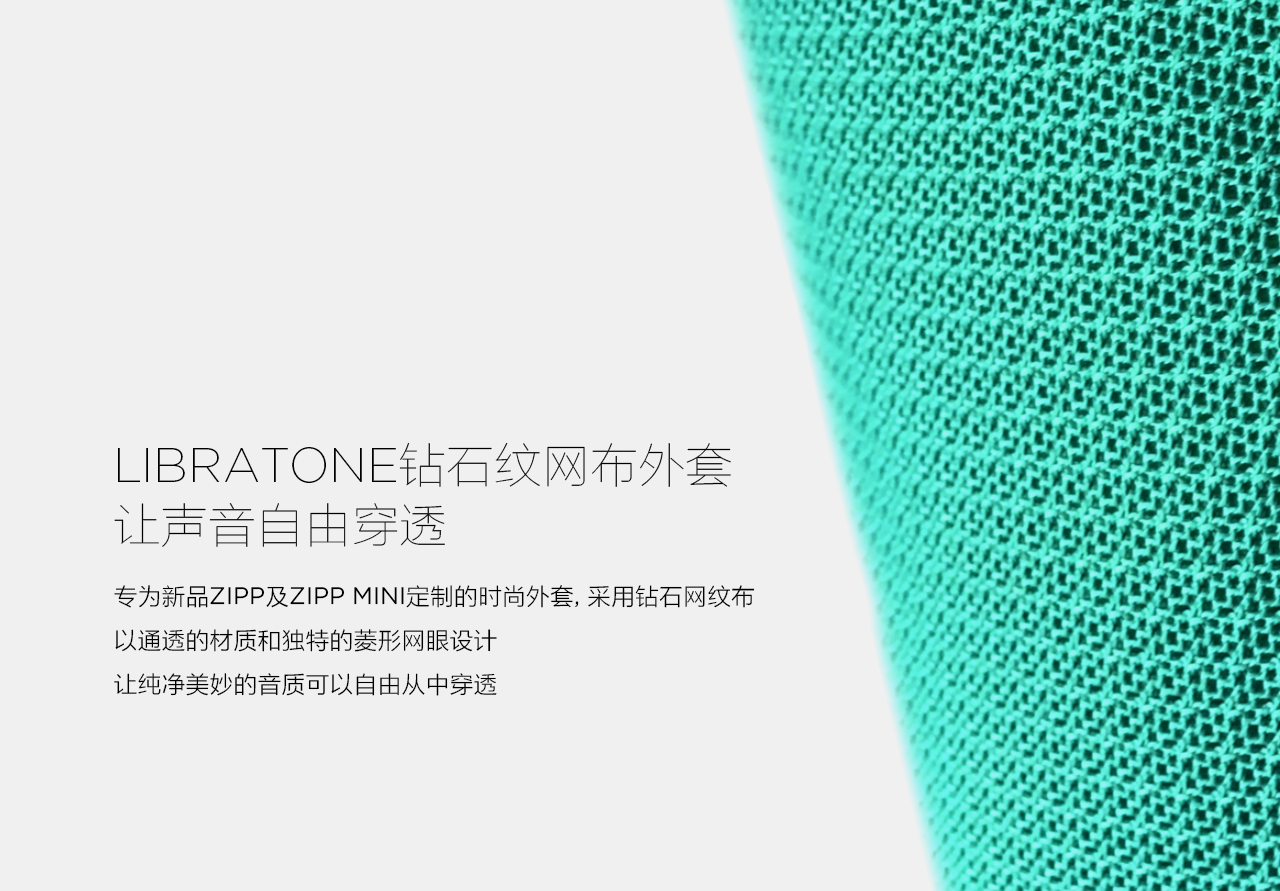 LIBRATONE钻石纹网布外套
让声音自由穿透
专为新品ZIPP及ZIPP MINI定制的时尚外套, 采用钻石网纹布
以通透的材质和独特的菱形网眼设计
让纯净美妙的音质可以自由从中穿透